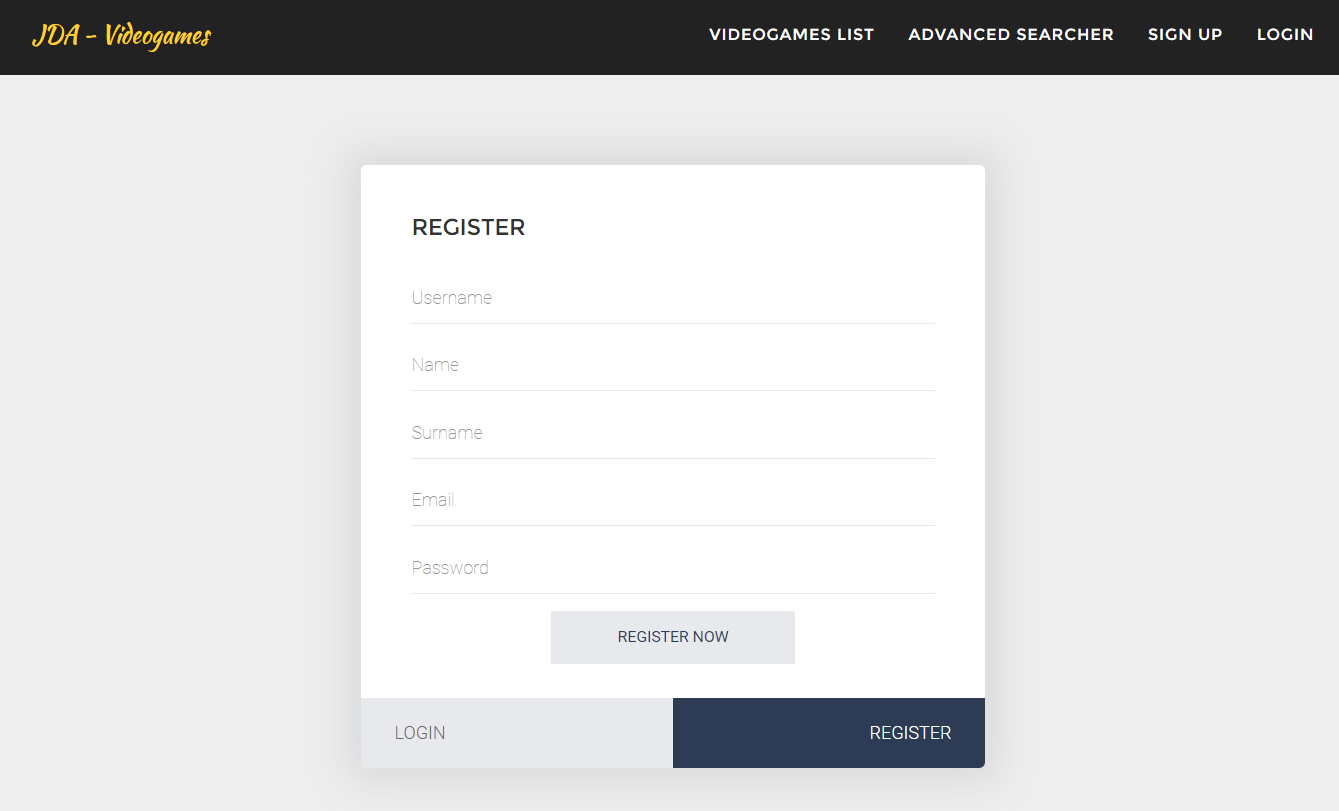 JDA - Videogames
VIDEOGAMES LIST ADVANCED SEARCHER SIGN UP LOGIN
REGISTER
Username
Name
Surname
Email
Password
REGISTER NOW
LOGIN REGISTER